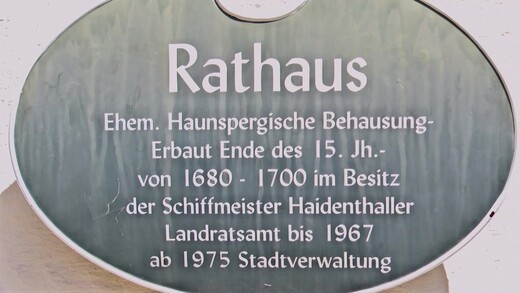 Rathaus
Ehem. Haunspergische Behausung-
Erbaut Ende des 15. Jh.-
von 1680 - 1700 im Besitz
der Schiffmeister Haidenthaller
Landratsamt bis 1967
ab 1975 Stadtverwaltung